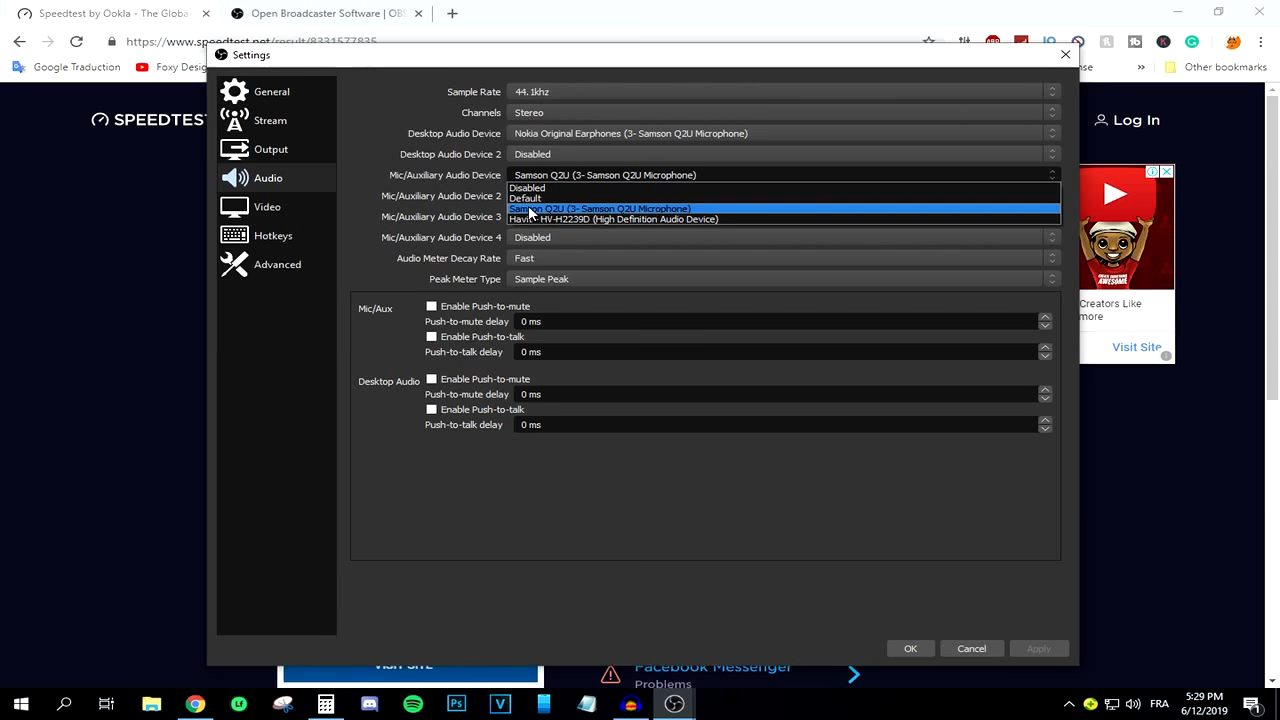 Speedtest by Ookla - The Global
Open Broadcaster Software | OBS
https://www.speedtest.net/result/8331577835
Google Traduction
Foxy Desig
Other bookmarks
Settings
SPEEDTEST
Log In
General
Stream
Output
Audio
Video
Hotkeys
Advanced
Sample Rate 44.1khz
Channels Stereo
Desktop Audio Device Nokia Original Earphones (3- Samson Q2U Microphone)
Desktop Audio Device 2 Disabled
Mic/Auxiliary Audio Device Samson Q2U (3- Samson Q2U Microphone)
Disabled
Mic/Auxiliary Audio Device 2 Default
Samson Q2U (3- Samson Q2U Microphone)
Mic/Auxiliary Audio Device 3 HV-H2239D (High Definition Audio Device)
Mic/Auxiliary Audio Device 4 Disabled
Audio Meter Decay Rate Fast
Peak Meter Type Sample Peak
Mic/Aux Enable Push-to-mute
Push-to-mute delay 0 ms
Enable Push-to-talk
Push-to-talk delay 0 ms
Desktop Audio Enable Push-to-mute
Push-to-mute delay 0 ms
Enable Push-to-talk
Push-to-talk delay 0 ms
OK Cancel Apply
Creators Like
more
Visit Site
VISIT SITE
Facebook Messenger
Problems
FRA
5:29 PM
6/12/2019